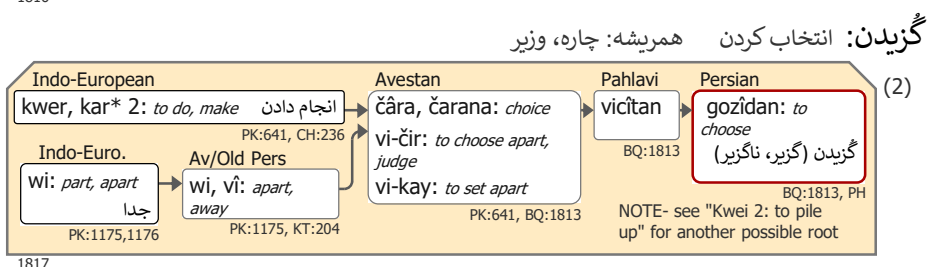 گُزیدن: انتخاب کردن همریشه: چاره، وزیر
(2)
Indo-European
kwer, kar* 2: to do, make انجام دادن
PK:641, CH:236
Indo-Euro.
wi: part, apart
جدا
PK:1175,1176
Av/Old Pers
wi, vî: apart,
away
PK:1175, KT:204
Avestan
čâra, čarana: choice
vi-čir: to choose apart,
judge
vi-kay: to set apart
PK:641, BQ:1813
Pahlavi
vicîtan
BQ:1813
Persian
gozîdan: to
choose
گُزیدن (گزیر، ناگزیر)
BQ:1813, PH
NOTE- see "Kwei 2: to pile
up" for another possible root
1817